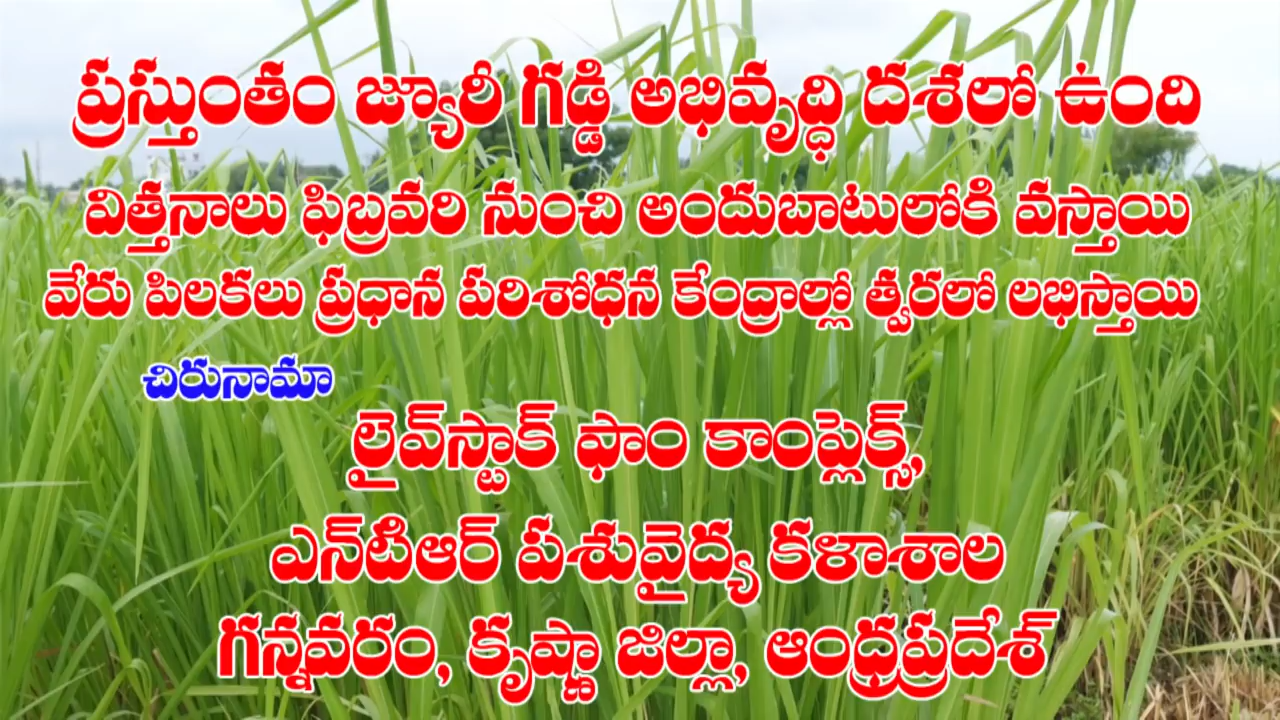 ప్రస్తుంతం జ్యూరీ గడ్డి అభివృద్ధి దశలో ఉంది
విత్తనాలు ఫిబ్రవరి నుంచి అందుబాటులోకి వస్తాయి
వేరు పిలకలు ప్రధాన పరిశోధన కేంద్రాల్లో త్వరలో లభిస్తాయి
చిరునామా
లైవ్‌స్టాక్ ఫాం కాంప్లెక్స్,
ఎన్‌టిఆర్ పశువైద్య కళాశాల
గన్నవరం, కృష్ణా జిల్లా, ఆంధ్రప్రదేశ్